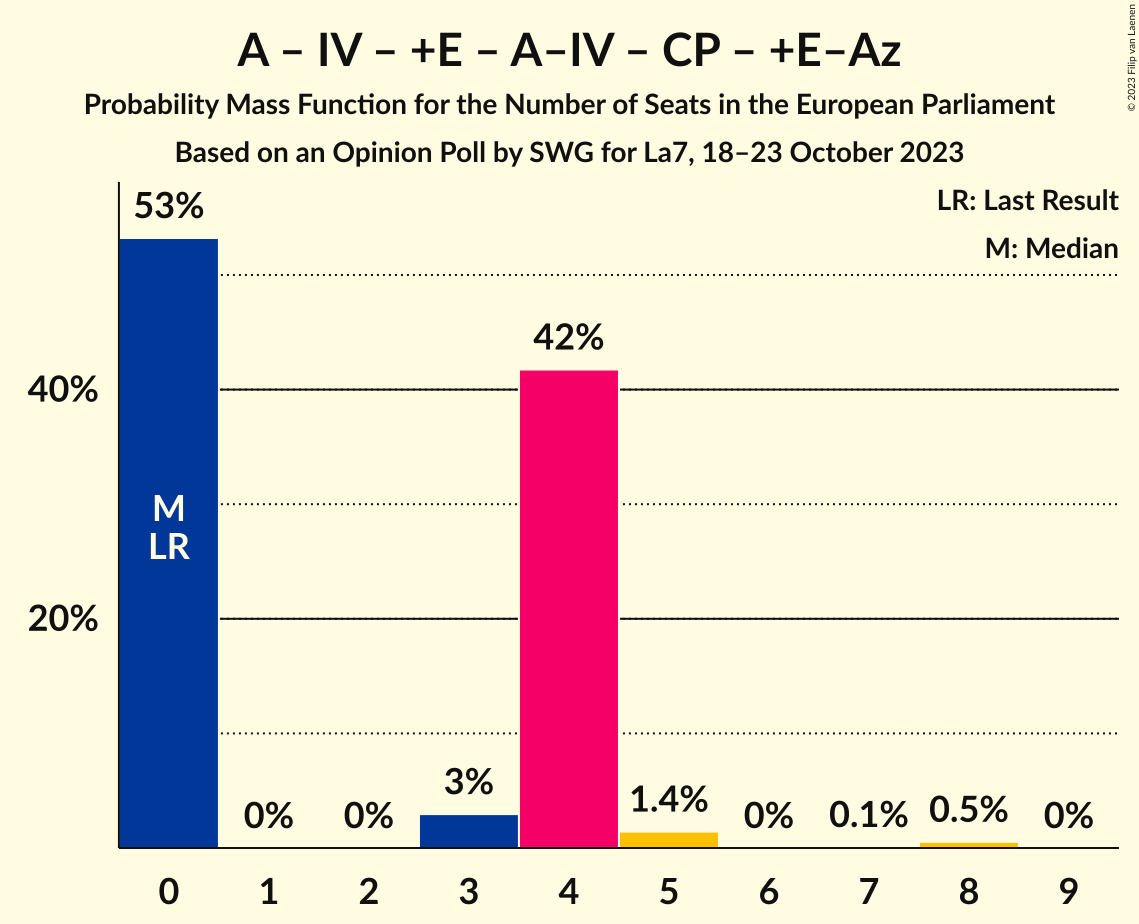 A – IV – +E – A–IV – CP – +E–Az
Probability Mass Function for the Number of Seats in the European Parliament
Based on an Opinion Poll by SWG for La7, 18–23 October 2023
© 2023 Filip van Laenen
LR: Last Result
M: Median
53%
42%
40%
M
LR
20%
3%
1.4%
0.5%
0%
0%
0%
0.1%
0%
0 1 2 3 4 5 6 7 8 9